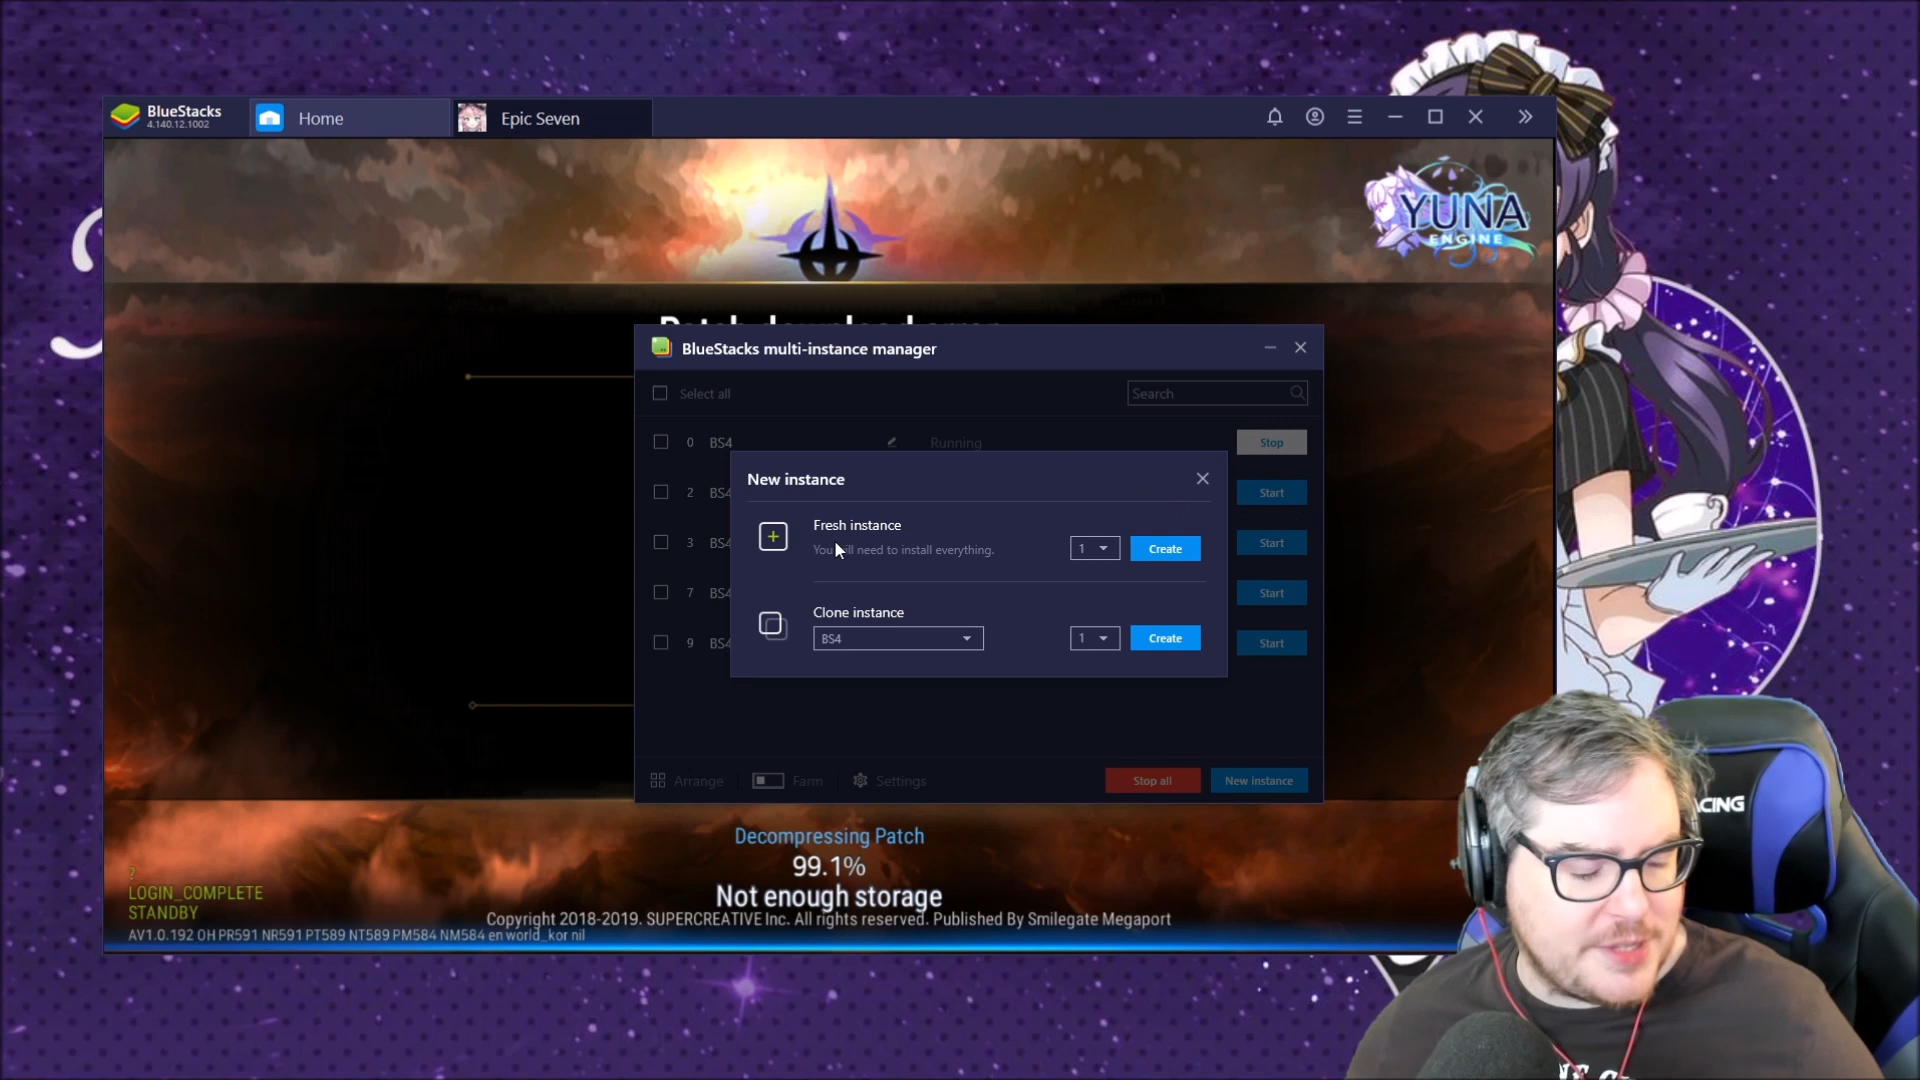 BlueStacks
4.140.12.1002
Home
Epic Seven
YUNA
ENGINE
BlueStacks multi-instance manager
Select all
Search
0 BS4 Running Stop
2 BS4 Start
3 BS4 Start
7 BS4 Start
9 BS4 Start
New instance
Fresh instance
You will need to install everything.
1
Create
Clone instance
BS4
1
Create
Arrange
Farm
Settings
Stop all
New instance
Decompressing Patch
99.1%
Not enough storage
?
LOGIN_COMPLETE
STANDBY
Copyright 2018-2019. SUPERCREATIVE Inc. All rights reserved. Published By Smilegate Megaport
AV1.0.192 OH PR591 NR591 PT589 NT589 PM584 NM584 en world_kor nil
CING